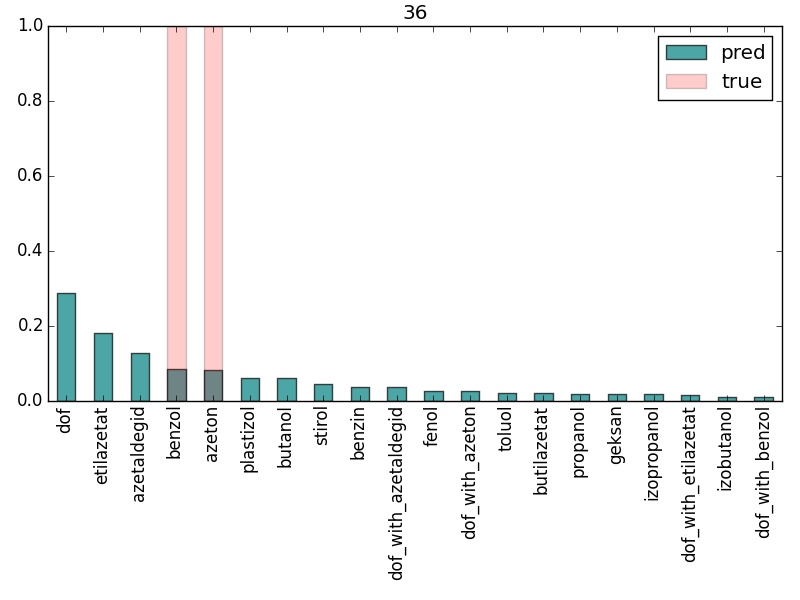 36
1.0
0.8
0.6
0.4
0.2
0.0
pred
true
dof
etilazetat
azetaldegid
benzol
azeton
plastizol
butanol
stirol
benzin
dof_with_azetaldegid
fenol
dof_with_azeton
toluol
butilazetat
propanol
geksan
izopropanol
dof_with_etilazetat
izobutanol
dof_with_benzol